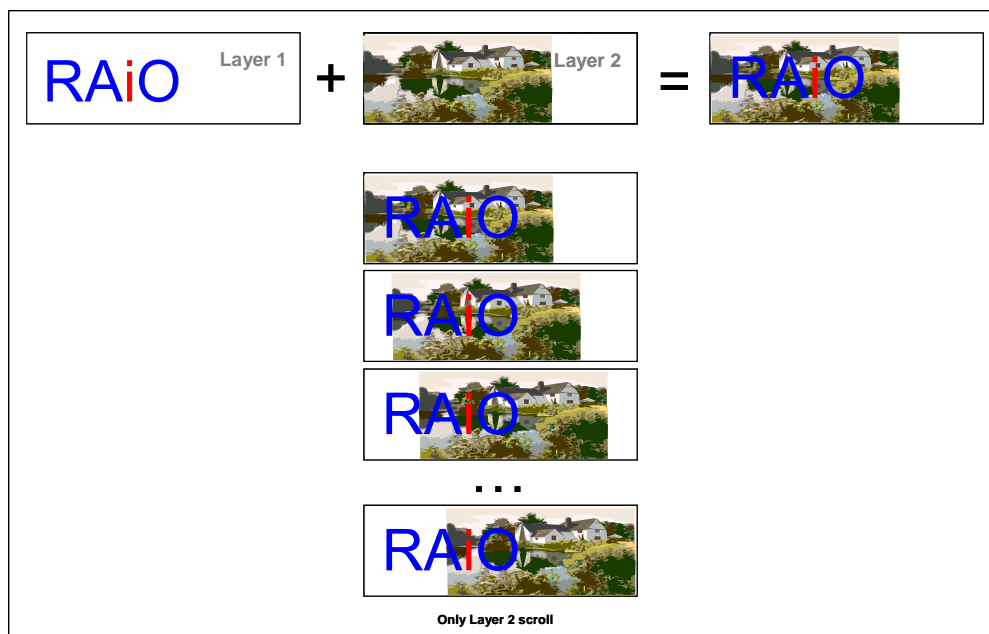 RAiO Layer 1 + Layer 2 = RAiO
RAiO
RAiO
RAiO
...
RAiO
Only Layer 2 scroll